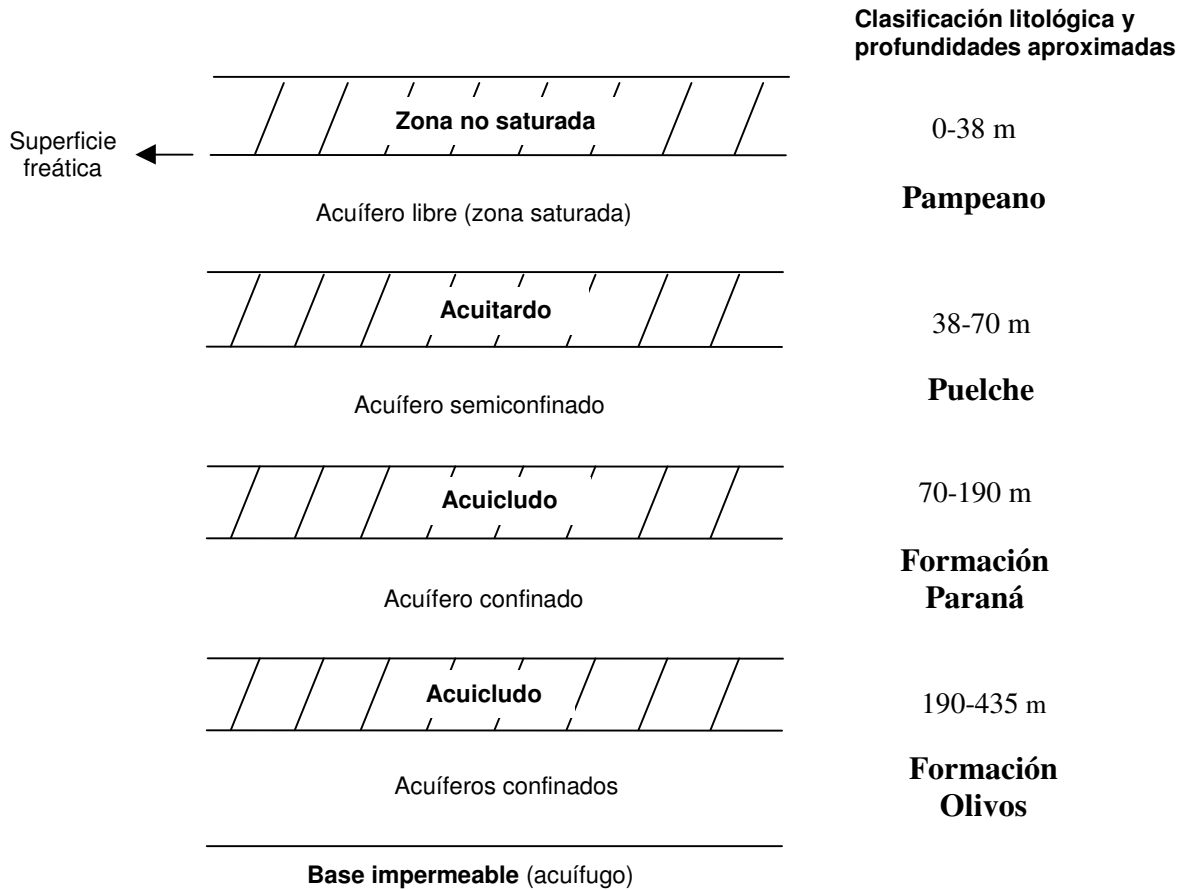 Clasificación litológica y
profundidades aproximadas
Zona no saturada
0-38 m
Superficie
freática
Pampeano
Acuífero libre (zona saturada)
Acuitardo
38-70 m
Puelche
Acuífero semiconfinado
Acuicludo
70-190 m
Formación
Paraná
Acuífero confinado
Acuicludo
190-435 m
Formación
Olivos
Acuíferos confinados
Base impermeable (acuífugo)